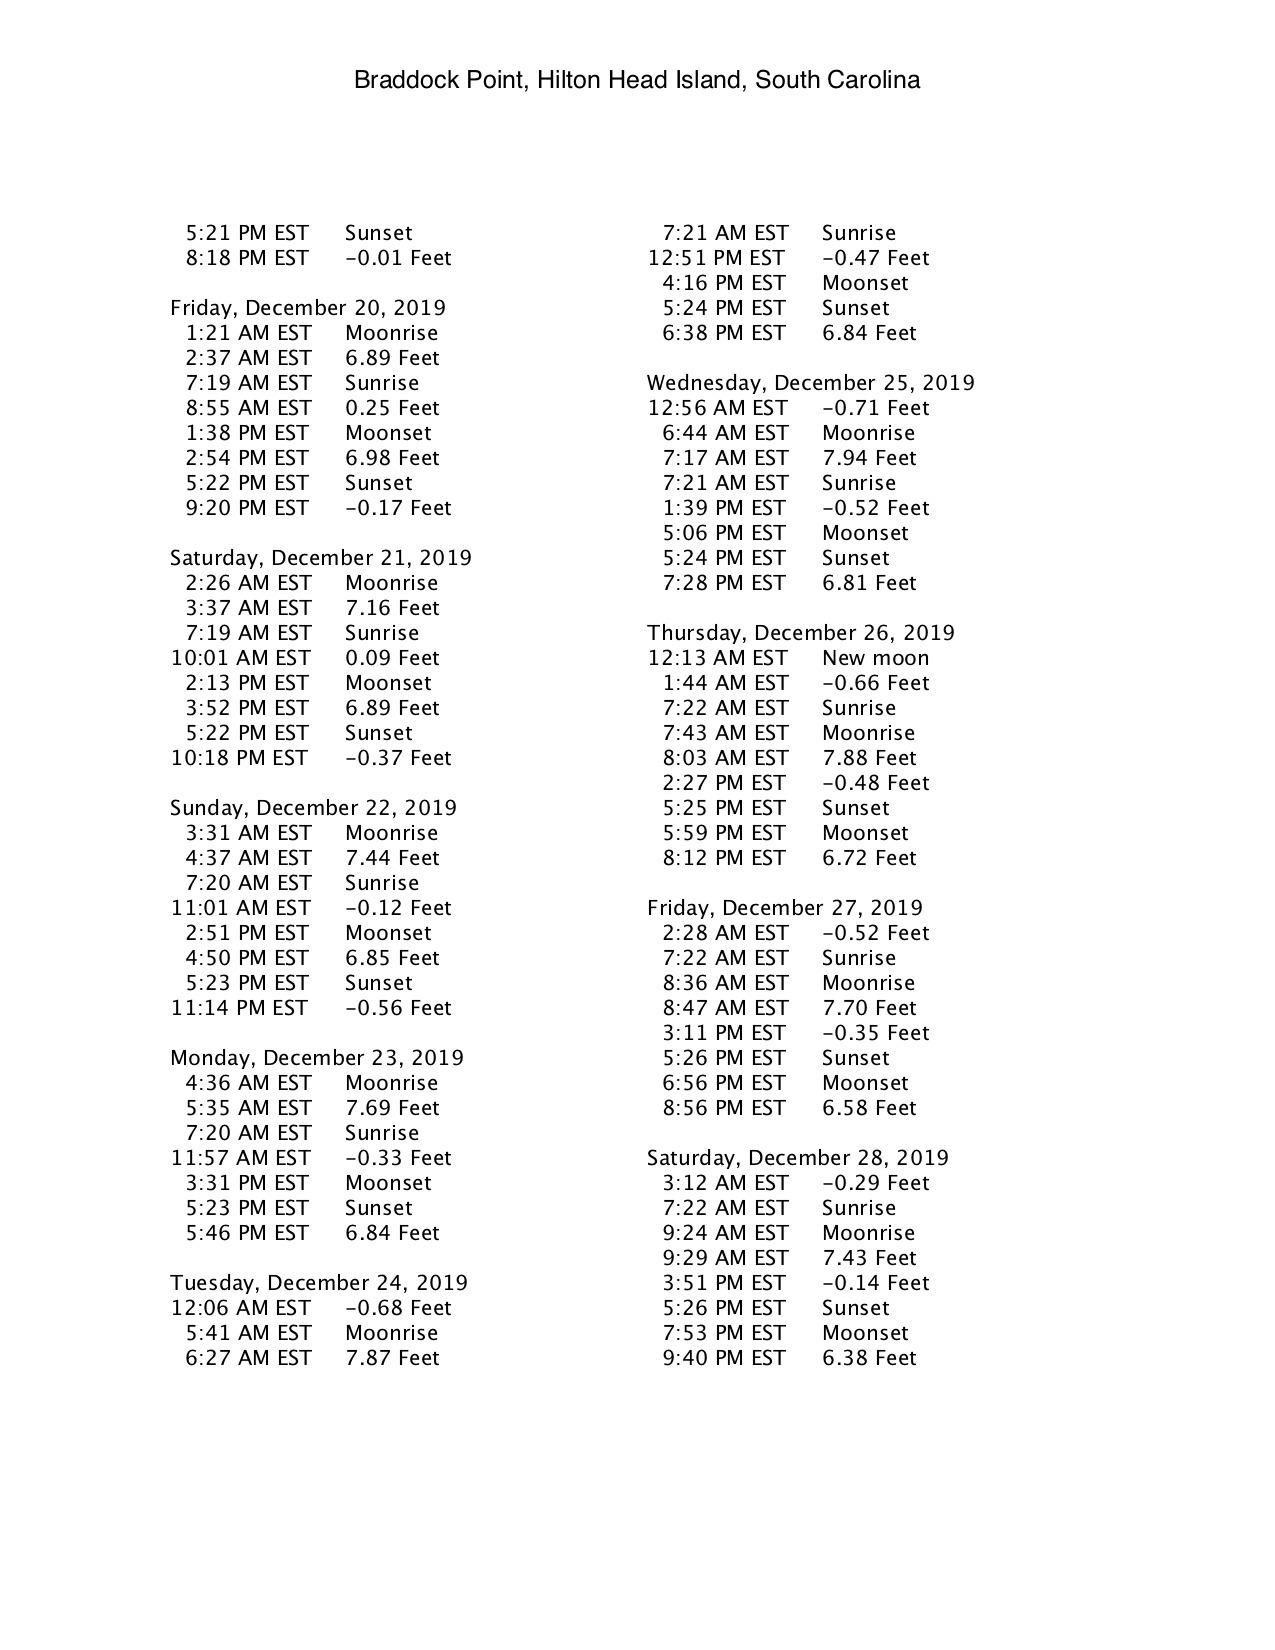 Braddock Point, Hilton Head Island, South Carolina
5:21 PM EST Sunset
8:18 PM EST -0.01 Feet
Friday, December 20, 2019
1:21 AM EST Moonrise
2:37 AM EST 6.89 Feet
7:19 AM EST Sunrise
8:55 AM EST 0.25 Feet
1:38 PM EST Moonset
2:54 PM EST 6.98 Feet
5:22 PM EST Sunset
9:20 PM EST -0.17 Feet
Saturday, December 21, 2019
2:26 AM EST Moonrise
3:37 AM EST 7.16 Feet
7:19 AM EST Sunrise
10:01 AM EST 0.09 Feet
2:13 PM EST Moonset
3:52 PM EST 6.89 Feet
5:22 PM EST Sunset
10:18 PM EST -0.37 Feet
Sunday, December 22, 2019
3:31 AM EST Moonrise
4:37 AM EST 7.44 Feet
7:20 AM EST Sunrise
11:01 AM EST -0.12 Feet
2:51 PM EST Moonset
4:50 PM EST 6.85 Feet
5:23 PM EST Sunset
11:14 PM EST -0.56 Feet
Monday, December 23, 2019
4:36 AM EST Moonrise
5:35 AM EST 7.69 Feet
7:20 AM EST Sunrise
11:57 AM EST -0.33 Feet
3:31 PM EST Moonset
5:23 PM EST Sunset
5:46 PM EST 6.84 Feet
Tuesday, December 24, 2019
12:06 AM EST -0.68 Feet
5:41 AM EST Moonrise
6:27 AM EST 7.87 Feet
7:21 AM EST Sunrise
12:51 PM EST -0.47 Feet
4:16 PM EST Moonset
5:24 PM EST Sunset
6:38 PM EST 6.84 Feet
Wednesday, December 25, 2019
12:56 AM EST -0.71 Feet
6:44 AM EST Moonrise
7:17 AM EST 7.94 Feet
7:21 AM EST Sunrise
1:39 PM EST -0.52 Feet
5:06 PM EST Moonset
5:24 PM EST Sunset
7:28 PM EST 6.81 Feet
Thursday, December 26, 2019
12:13 AM EST New moon
1:44 AM EST -0.66 Feet
7:22 AM EST Sunrise
7:43 AM EST Moonrise
8:03 AM EST 7.88 Feet
2:27 PM EST -0.48 Feet
5:25 PM EST Sunset
5:59 PM EST Moonset
8:12 PM EST 6.72 Feet
Friday, December 27, 2019
2:28 AM EST -0.52 Feet
7:22 AM EST Sunrise
8:36 AM EST Moonrise
8:47 AM EST 7.70 Feet
3:11 PM EST -0.35 Feet
5:26 PM EST Sunset
6:56 PM EST Moonset
8:56 PM EST 6.58 Feet
Saturday, December 28, 2019
3:12 AM EST -0.29 Feet
7:22 AM EST Sunrise
9:24 AM EST Moonrise
9:29 AM EST 7.43 Feet
3:51 PM EST -0.14 Feet
5:26 PM EST Sunset
7:53 PM EST Moonset
9:40 PM EST 6.38 Feet